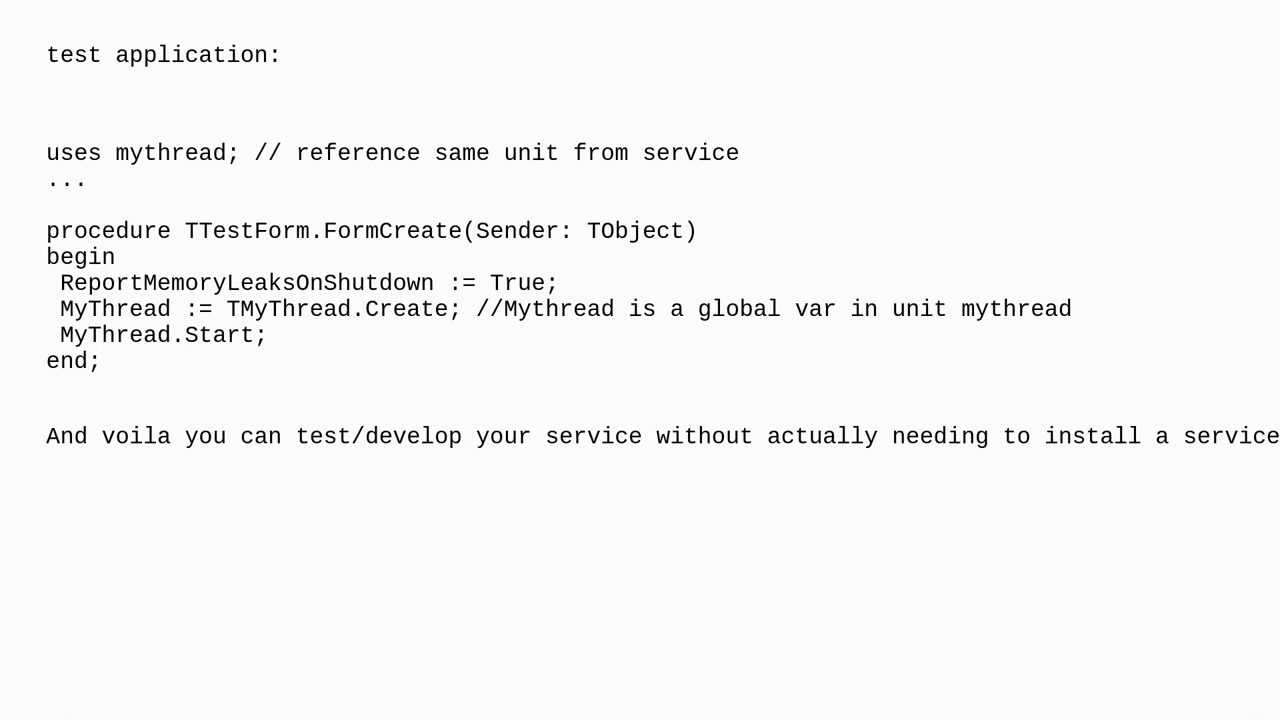 test application:
uses mythread; // reference same unit from service
...
procedure TTestForm.FormCreate(Sender: TObject)
begin
ReportMemoryLeaksOnShutdown := True;
MyThread := TMyThread.Create; //Mythread is a global var in unit mythread
MyThread.Start;
end;
And voila you can test/develop your service without actually needing to install a service